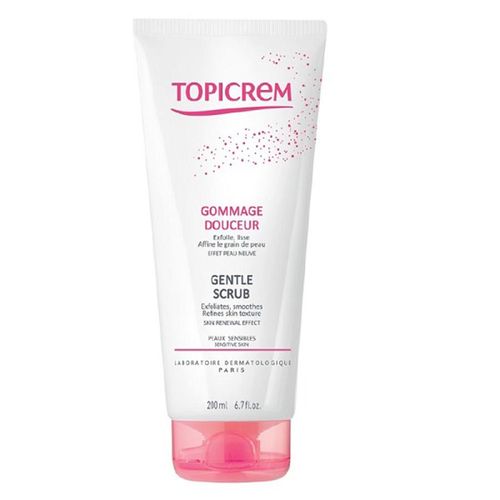 TOPICREM
GOMMAGE
DOUCEUR
Exfolie, lisse
Affine le grain de peau
EFFET PEAU NEUVE
GENTLE
SCRUB
Exfoliates, smoothes
Refines skin texture
SKIN RENEWAL EFFECT
PEAUX SENSIBLES
SENSITIVE SKIN
LABORATOIRE DERMATOLOGIQUE
PARIS
200 ml 6.7 fl.oz.